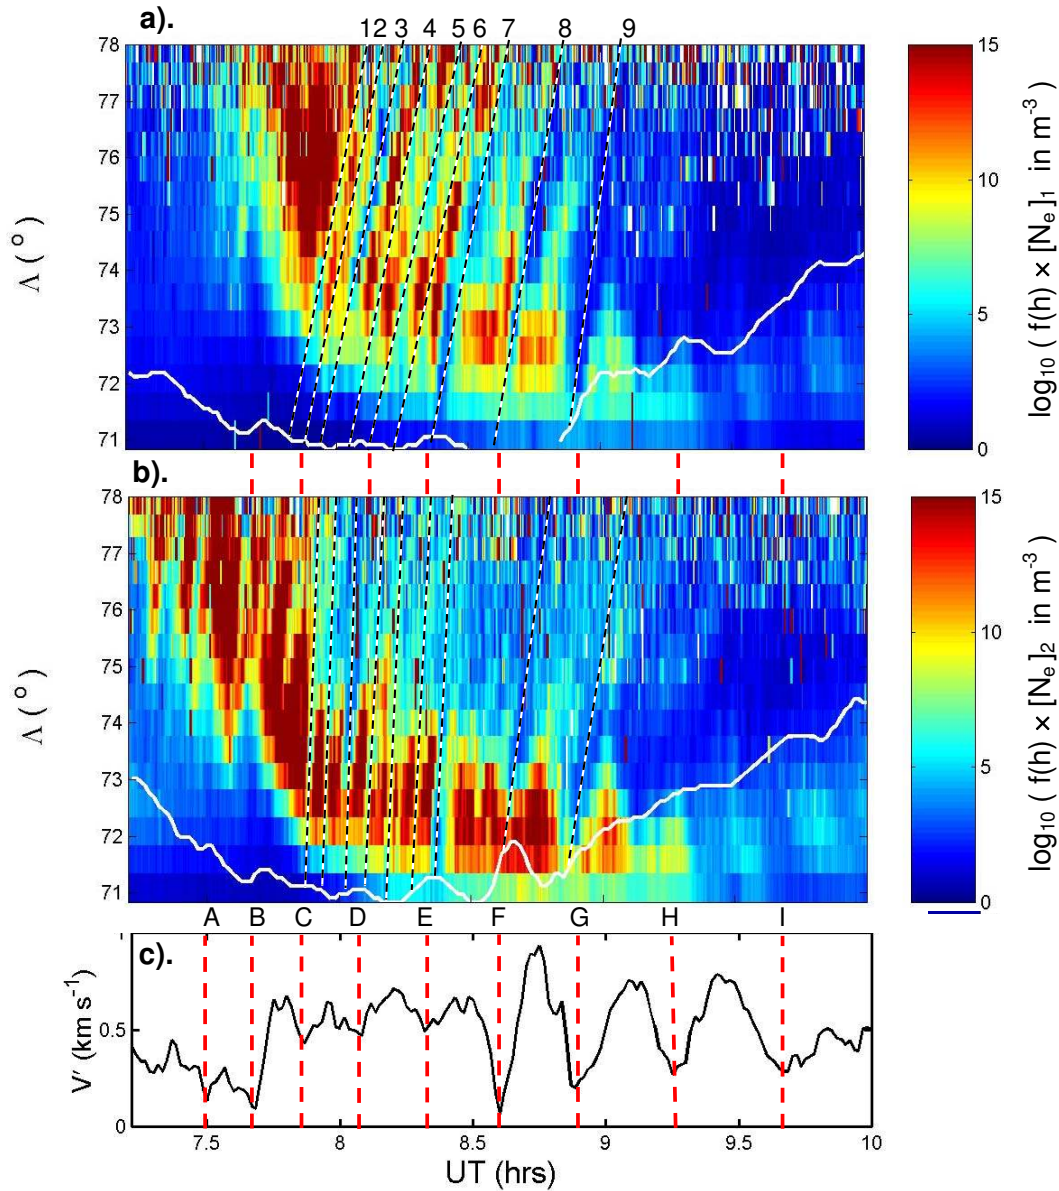 a).
1 2 3 4 5 6 7 8 9
78
77
76
75
74
73
72
71
Λ ( o )
15
10
5
0
log10 ( f(h) × [Ne]1 in m-3
b).
78
77
76
75
74
73
72
71
Λ ( o )
15
10
5
0
log10 ( f(h) × [Ne]2 in m-3
A B C D E F G H I
c).
1
0.5
0
V′ (km s-1)
7.5 8 8.5 9 9.5 10
UT (hrs)